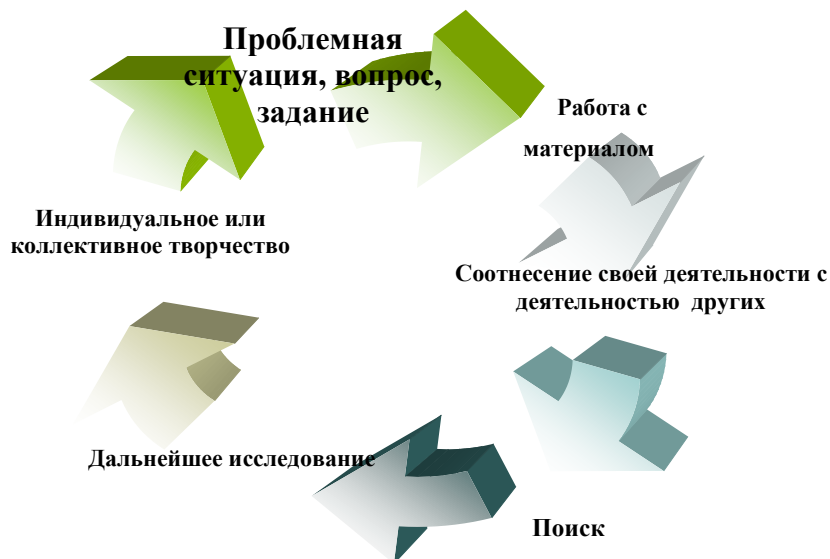 Проблемная
ситуация, вопрос,
задание
Работа с
материалом
Соотнесение своей деятельности с
деятельностью других
Поиск
Дальнейшее исследование
Индивидуальное или
коллективное творчество